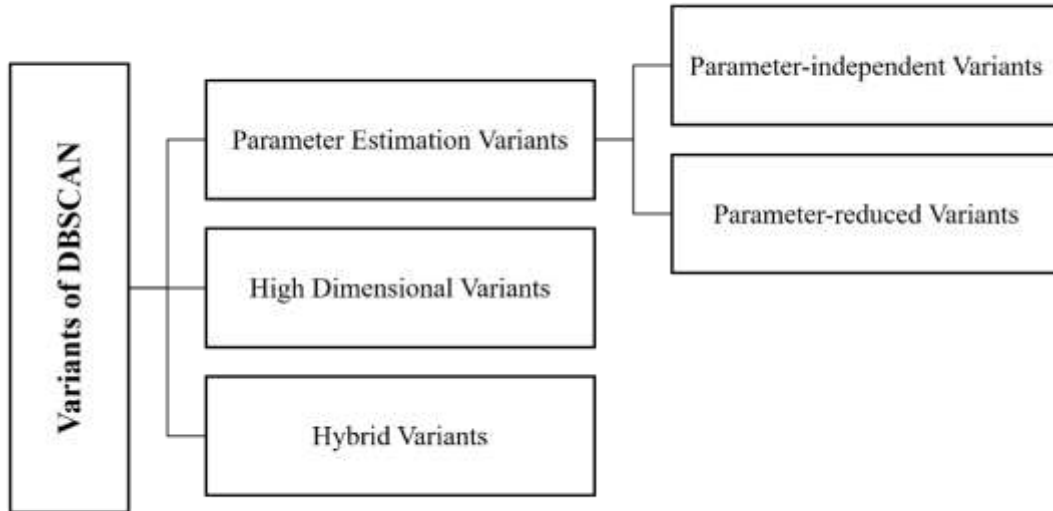 Variants of DBSCAN
Parameter Estimation Variants
High Dimensional Variants
Hybrid Variants
Parameter-independent Variants
Parameter-reduced Variants